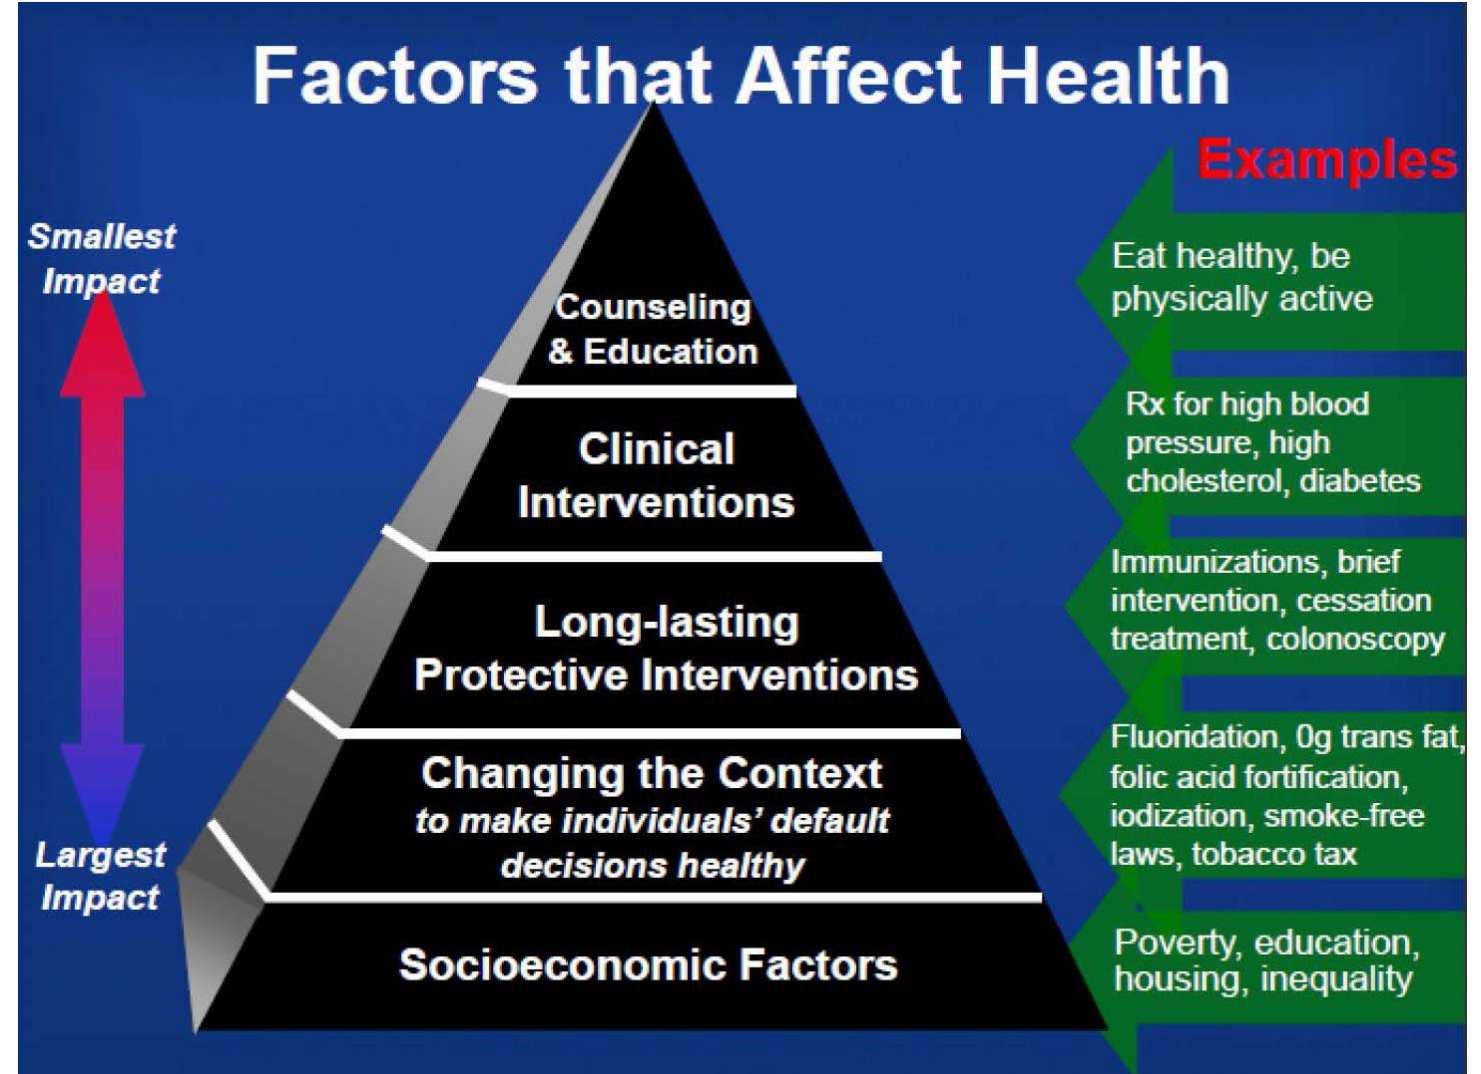 Factors that Affect Health
Examples
Smallest
Impact
Largest
Impact
Counseling
& Education
Eat healthy, be
physically active
Clinical
Interventions
Rx for high blood
pressure, high
cholesterol, diabetes
Long-lasting
Protective Interventions
Immunizations, brief
intervention, cessation
treatment, colonoscopy
Changing the Context
to make individuals’ default
decisions healthy
Fluoridation, 0g trans fat,
folic acid fortification,
iodization, smoke-free
laws, tobacco tax
Socioeconomic Factors
Poverty, education,
housing, inequality